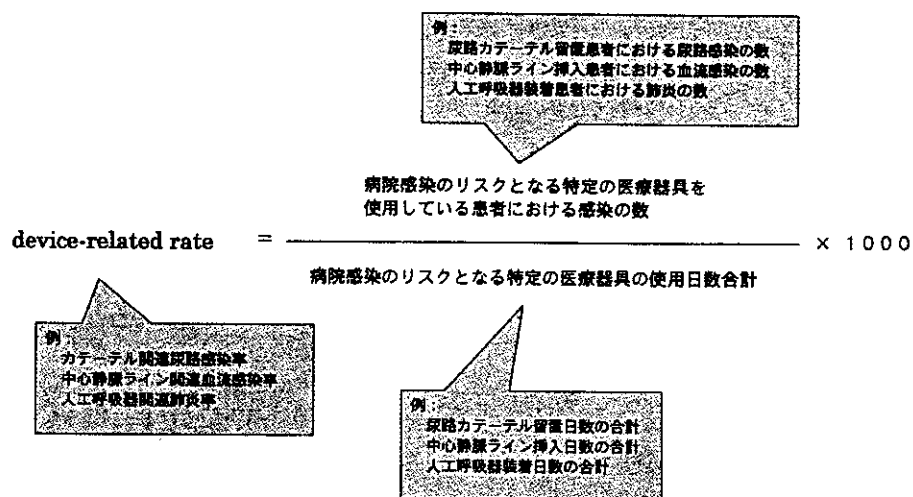 例：
尿路カテーテル留置患者における尿路感染の数
中心静脈ライン挿入患者における血流感染の数
人工呼吸器装着患者における肺炎の数
病院感染のリスクとなる特定の医療器具を
使用している患者における感染の数
device-related rate = × 1000
病院感染のリスクとなる特定の医療器具の使用日数合計
例：
カテーテル関連尿路感染率
中心静脈ライン関連血流感染率
人工呼吸器関連肺炎率
例：
尿路カテーテル留置日数の合計
中心静脈ライン挿入日数の合計
人工呼吸器装着日数の合計